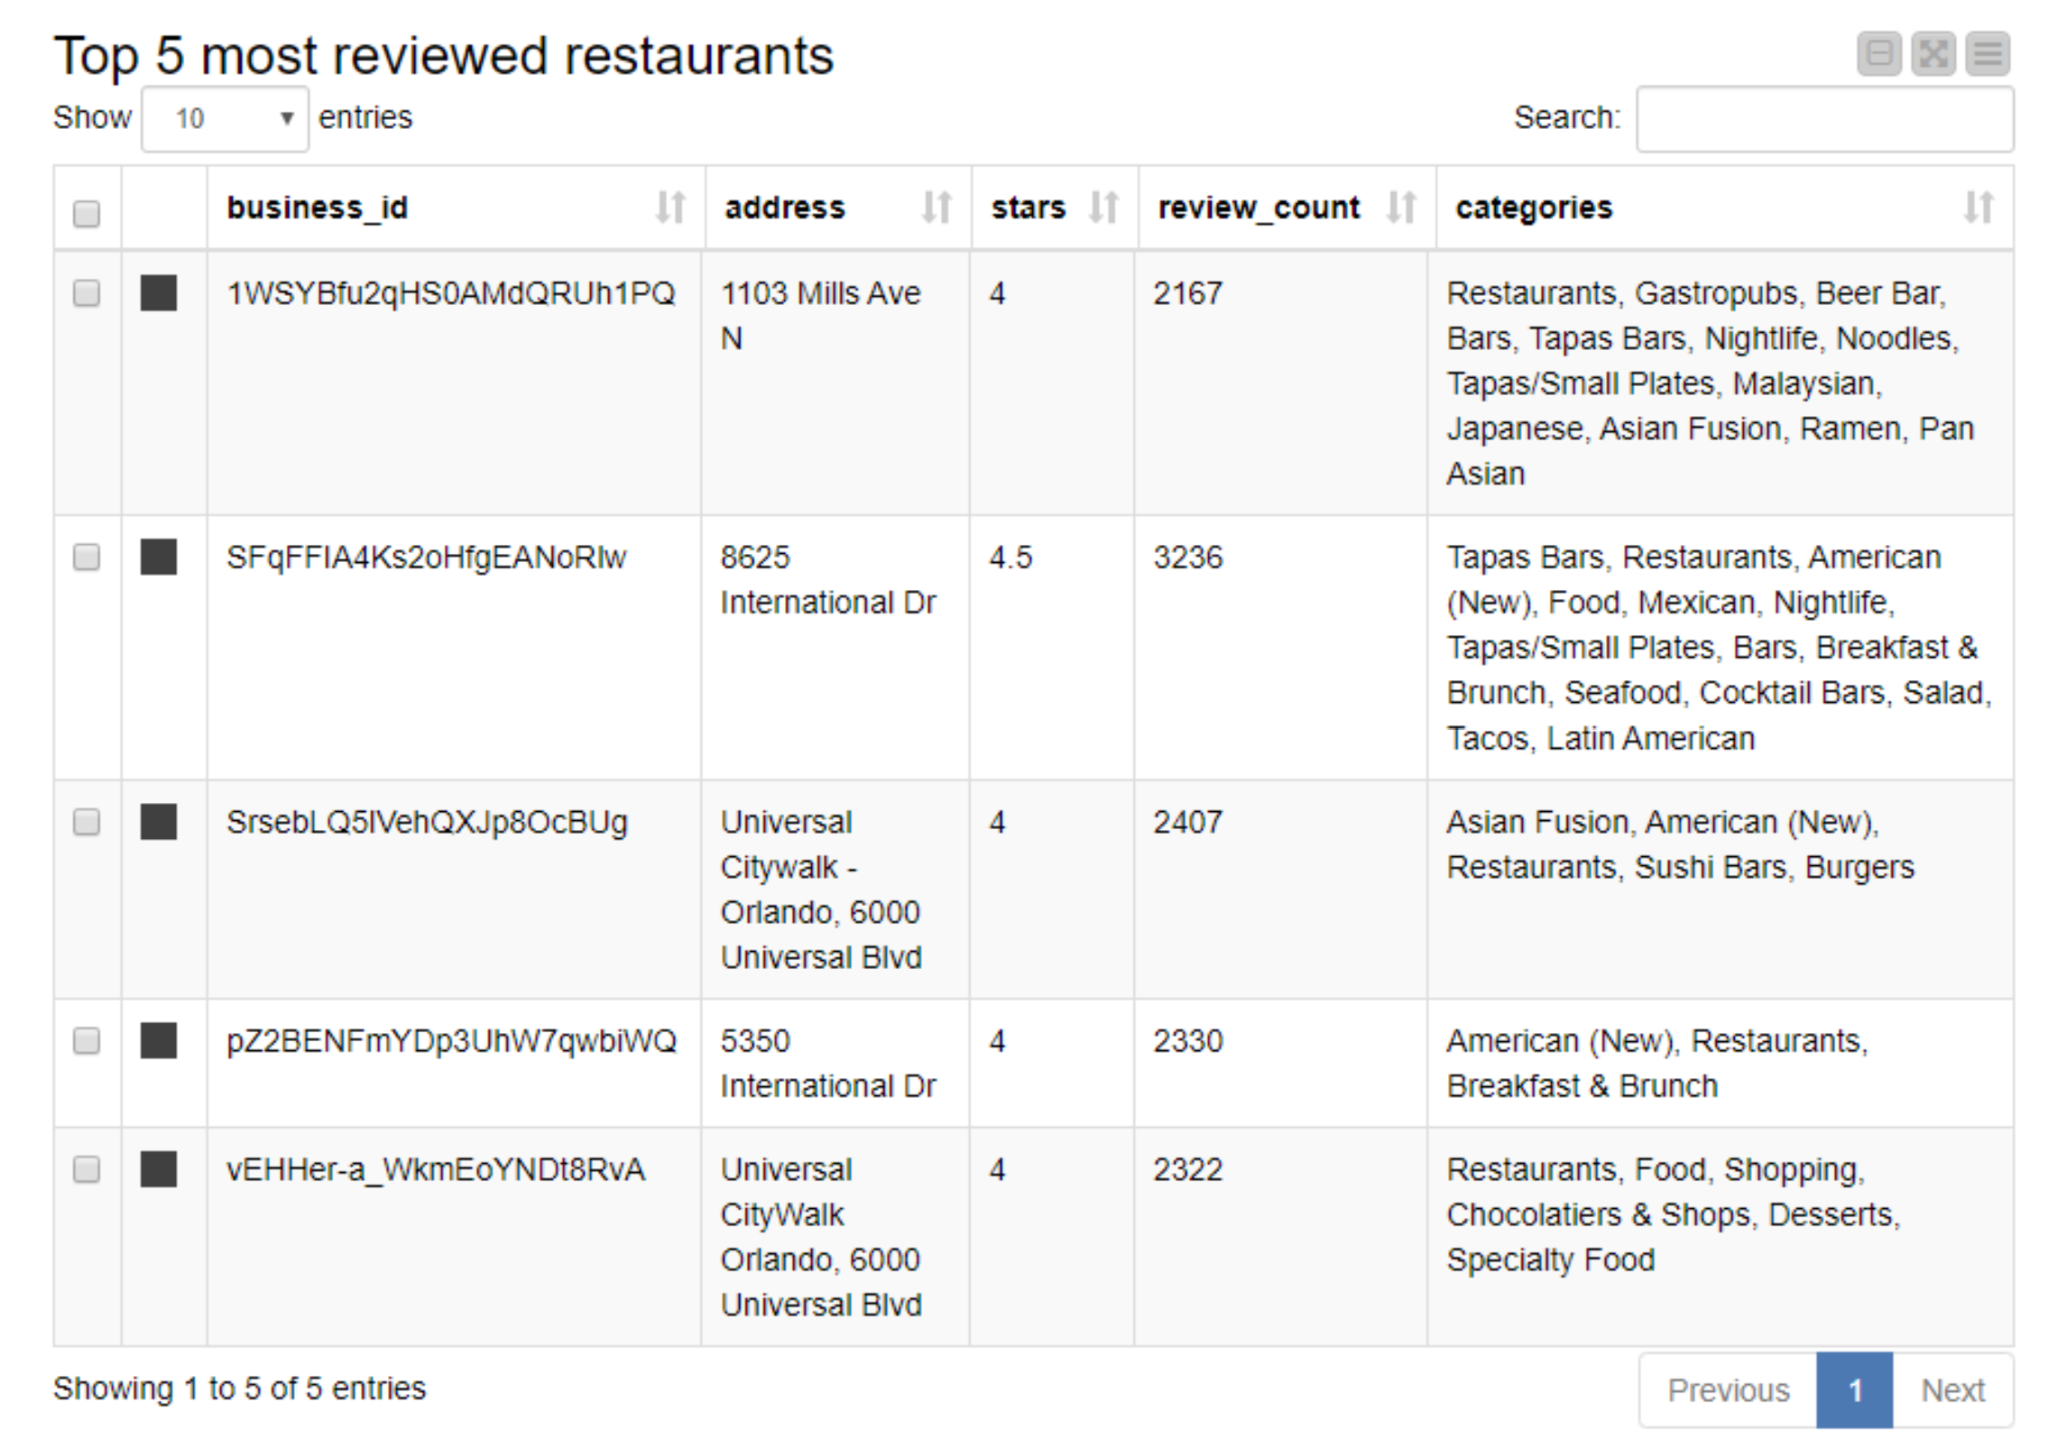 Top 5 most reviewed restaurants
Show 10 entries
Search:
business_id address stars review_count categories
1WSYBfu2qHS0AMdQRUh1PQ 1103 Mills Ave 4 2167 Restaurants, Gastropubs, Beer Bar,
N Bars, Tapas Bars, Nightlife, Noodles,
Tapas/Small Plates, Malaysian,
Japanese, Asian Fusion, Ramen, Pan
Asian
SFqFFIA4Ks2oHfgEANoRlw 8625 4.5 3236 Tapas Bars, Restaurants, American
International Dr (New), Food, Mexican, Nightlife,
Tapas/Small Plates, Bars, Breakfast &
Brunch, Seafood, Cocktail Bars, Salad,
Tacos, Latin American
SrsebLQ5lVehQXJp8OcBUg Universal 4 2407 Asian Fusion, American (New),
Citywalk - Restaurants, Sushi Bars, Burgers
Orlando, 6000
Universal Blvd
pZ2BENFmYDp3UhW7qwbiWQ 5350 4 2330 American (New), Restaurants,
International Dr Breakfast & Brunch
vEHHer-a_WkmEoYNDt8RvA Universal 4 2322 Restaurants, Food, Shopping,
CityWalk Chocolatiers & Shops, Desserts,
Orlando, 6000 Specialty Food
Universal Blvd
Showing 1 to 5 of 5 entries
Previous 1 Next